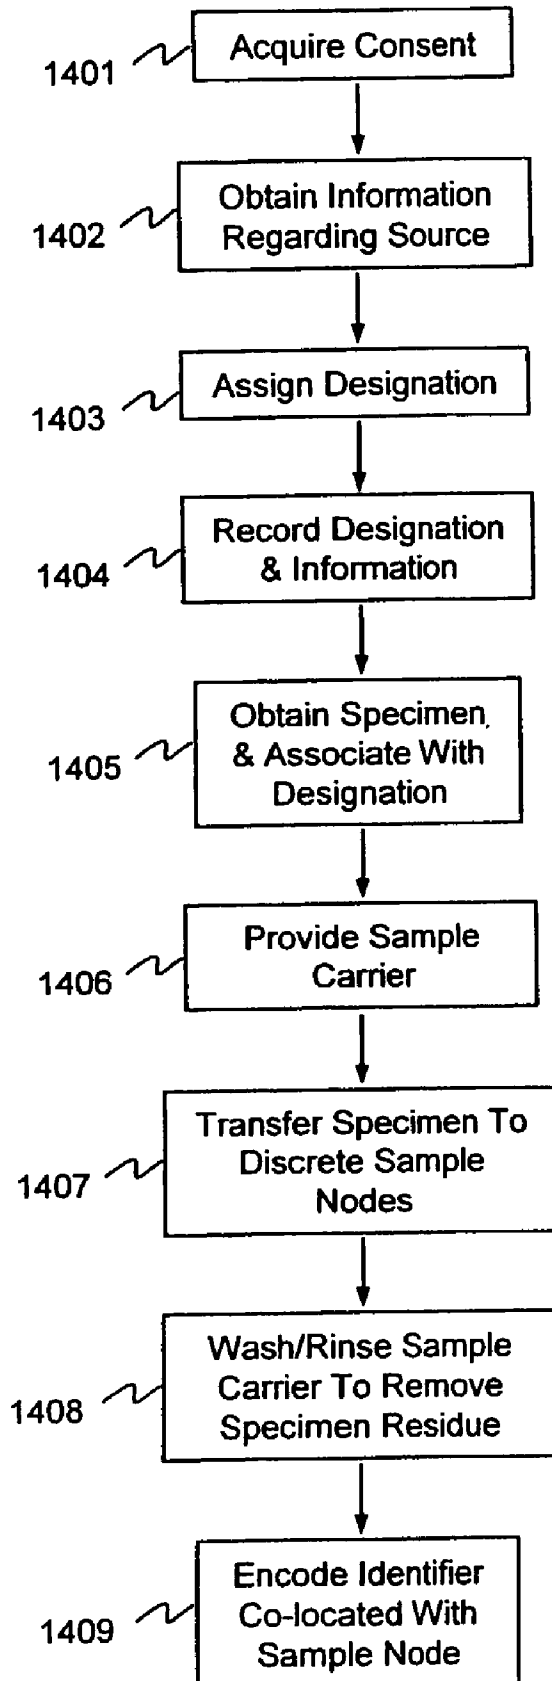 Acquire Consent
1401
Obtain Information
Regarding Source
1402
Assign Designation
1403
Record Designation
& Information
1404
Obtain Specimen
& Associate With
Designation
1405
Provide Sample
Carrier
1406
Transfer Specimen To
Discrete Sample
Nodes
1407
Wash/Rinse Sample
Carrier To Remove
Specimen Residue
1408
Encode Identifier
Co-located With
Sample Node
1409